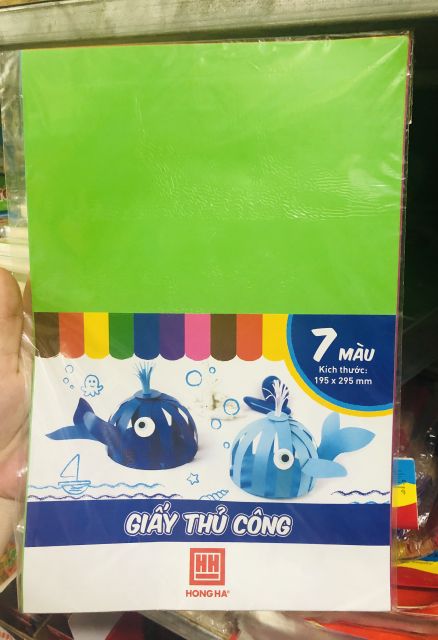 7 MÀU
Kích thước:
195 x 295 mm
GIẤY THỦ CÔNG
HH
HONG HA®